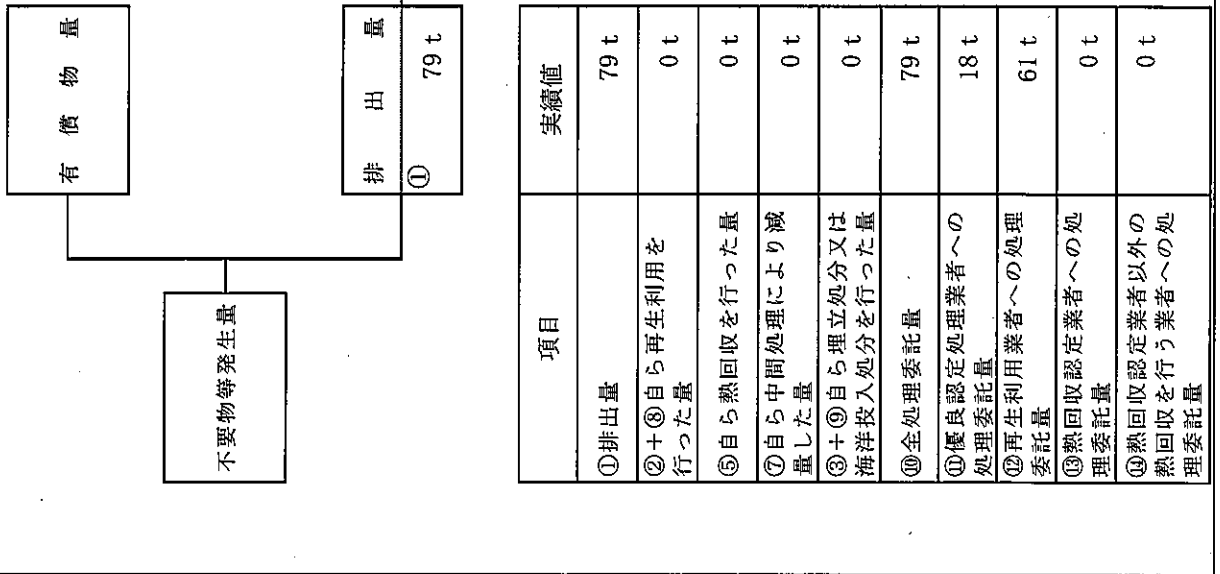 有償物量
不要物等発生量
排出量
① 79 t
項目 実績値
①排出量 79 t
②+⑧自ら再生利用を
行った量 0 t
⑤自ら熱回収を行った量 0 t
⑦自ら中間処理により減
量した量 0 t
③+⑨自ら埋立処分又は
海洋投入処分を行った量 0 t
⑩全処理委託量 79 t
⑪優良認定処理業者への
処理委託量 18 t
⑫再生利用業者への処理
委託量 61 t
⑬熱回収認定業者への処
理委託量 0 t
⑭熱回収認定業者以外の
熱回収を行う業者への処
理委託量 0 t